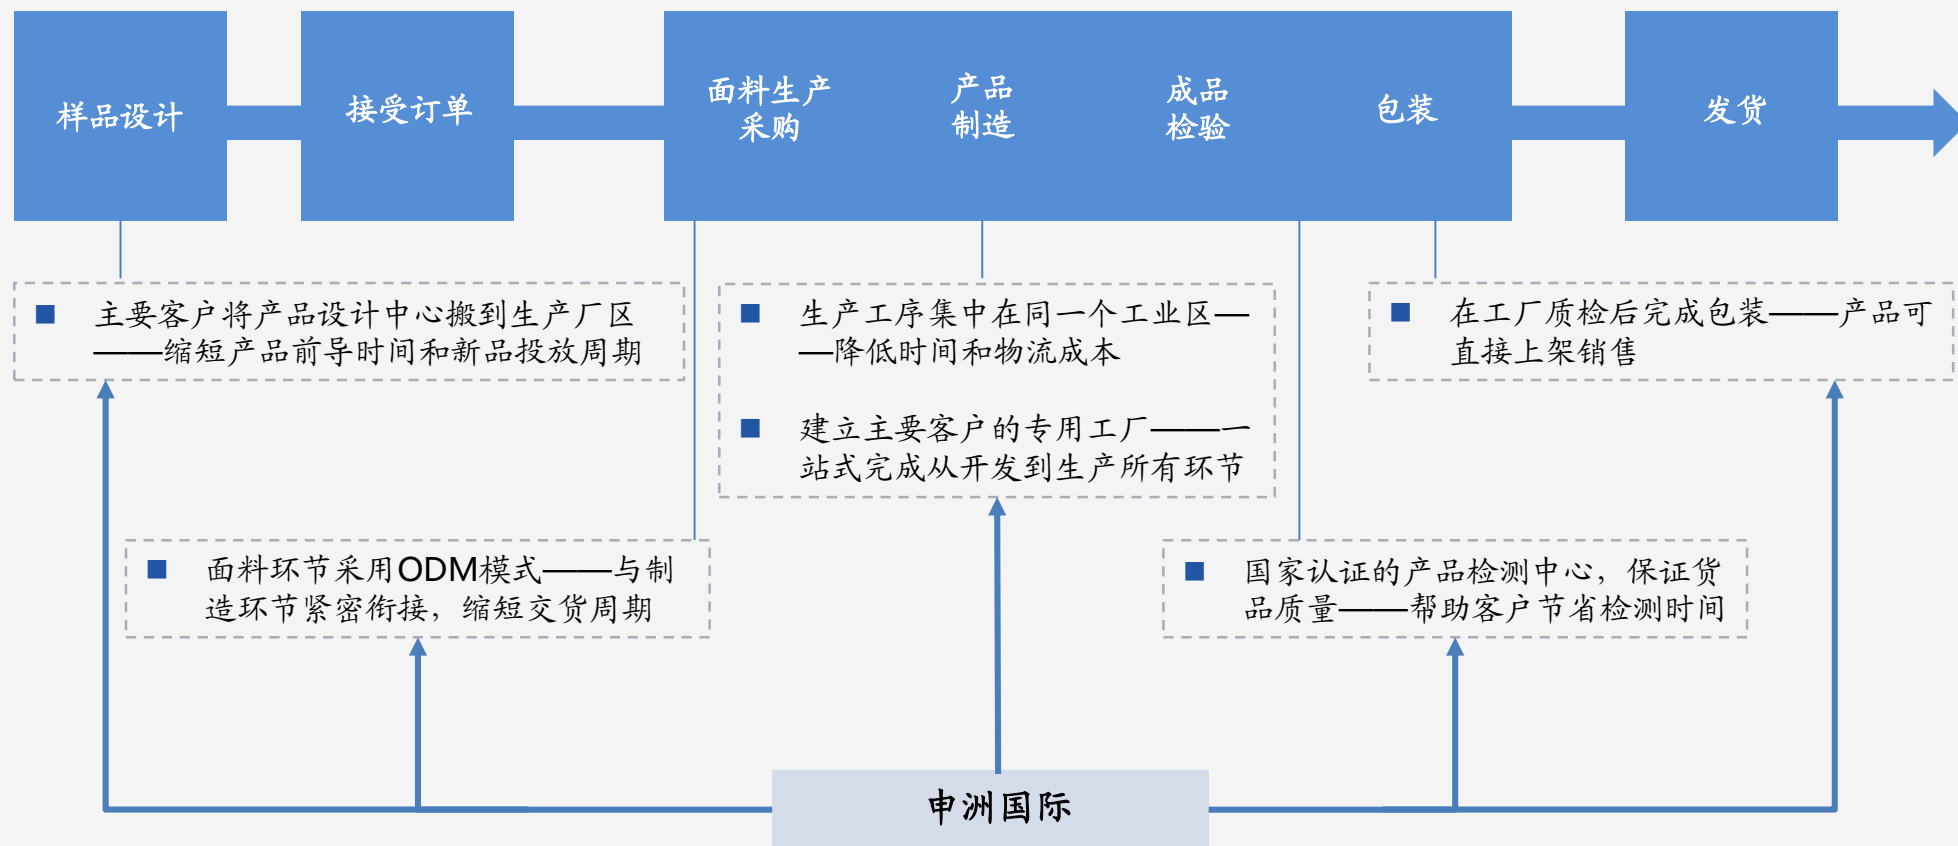 样品设计
接受订单
面料生产
采购
产品
制造
成品
检验
包装
发货
■ 主要客户将产品设计中心搬到生产厂区
——缩短产品前导时间和新品投放周期
■ 生产工序集中在同一个工业区—
—降低时间和物流成本
■ 建立主要客户的专用工厂——一
站式完成从开发到生产所有环节
■ 在工厂质检后完成包装——产品可
直接上架销售
■ 面料环节采用ODM模式——与制
造环节紧密衔接，缩短交货周期
■ 国家认证的产品检测中心，保证货
品质量——帮助客户节省检测时间
申洲国际